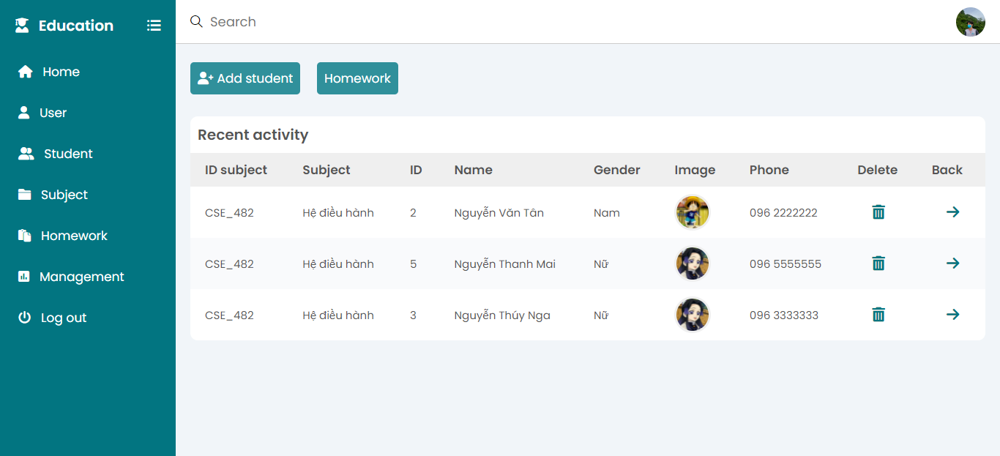 Education
Search
Home
User
Student
Subject
Homework
Management
Log out
Add student
Homework
Recent activity
ID subject Subject ID Name Gender Image Phone Delete Back
CSE_482 Hệ điều hành 2 Nguyễn Văn Tân Nam 096 2222222
CSE_482 Hệ điều hành 5 Nguyễn Thanh Mai Nữ 096 5555555
CSE_482 Hệ điều hành 3 Nguyễn Thúy Nga Nữ 096 3333333